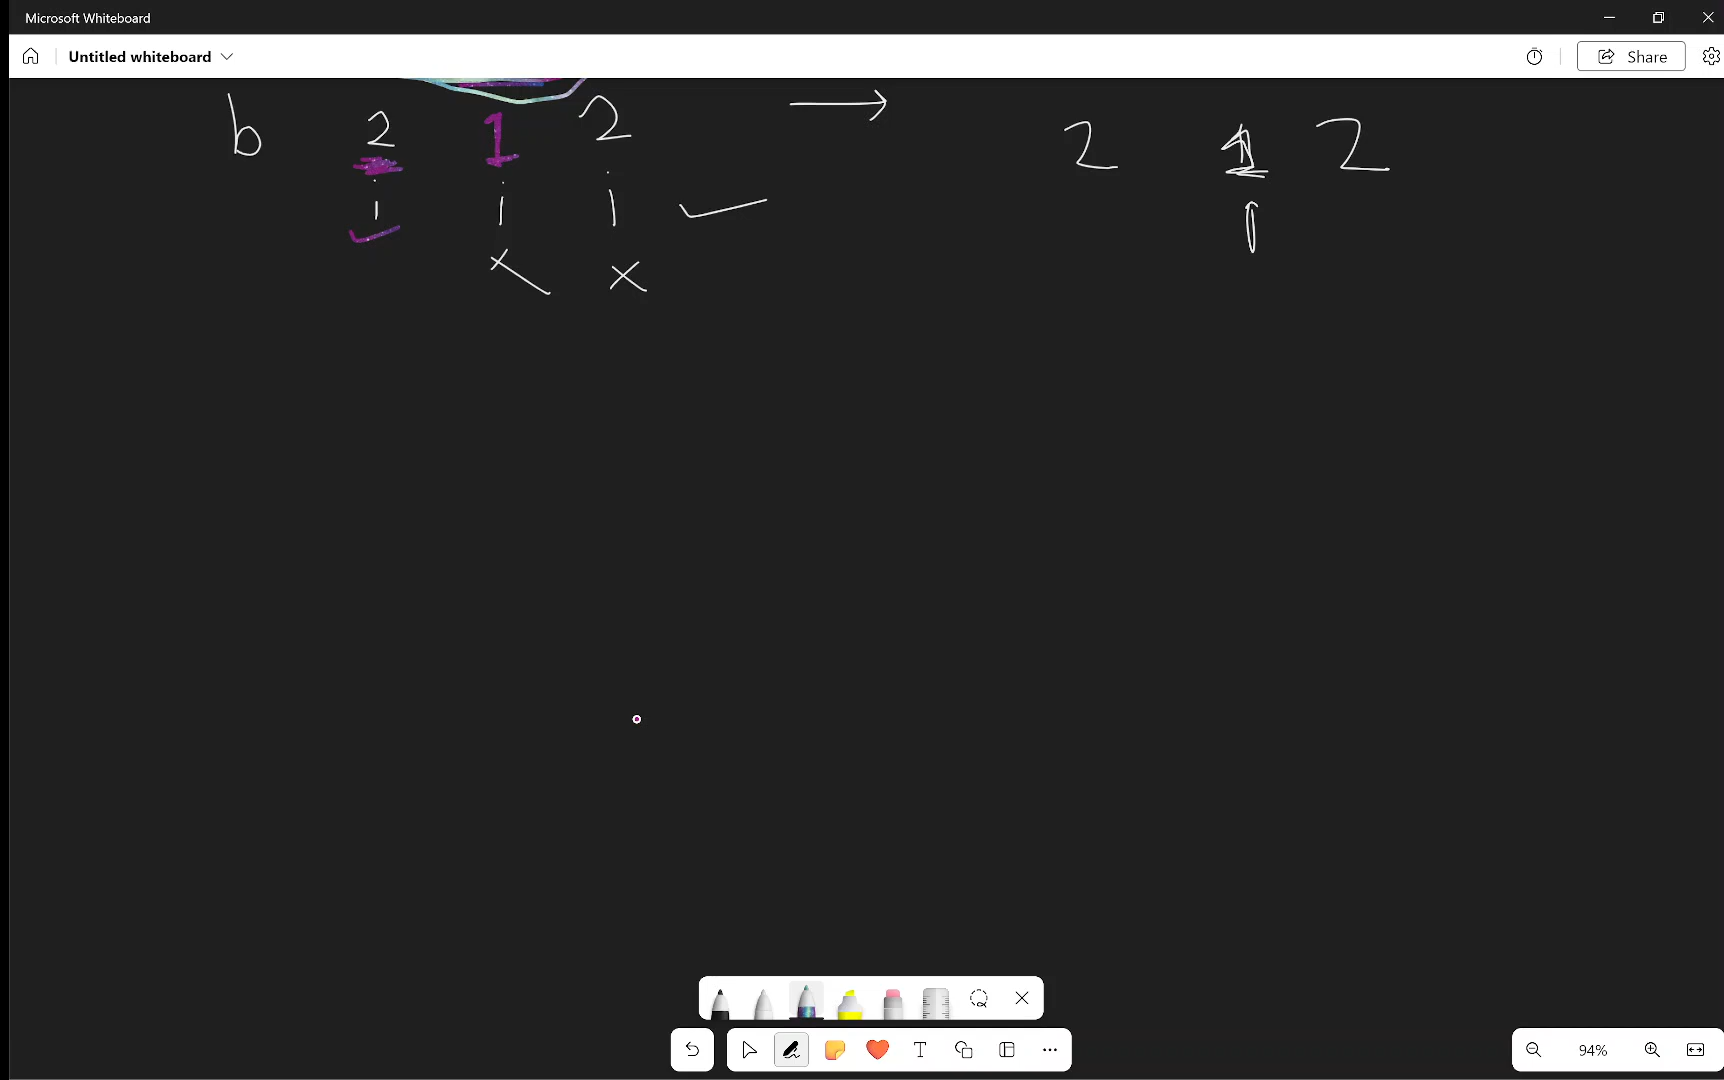 Microsoft Whiteboard
Untitled whiteboard
Share
b 2 1 2 → 2 1 2
i i i ✓
✓ x x
T
94%